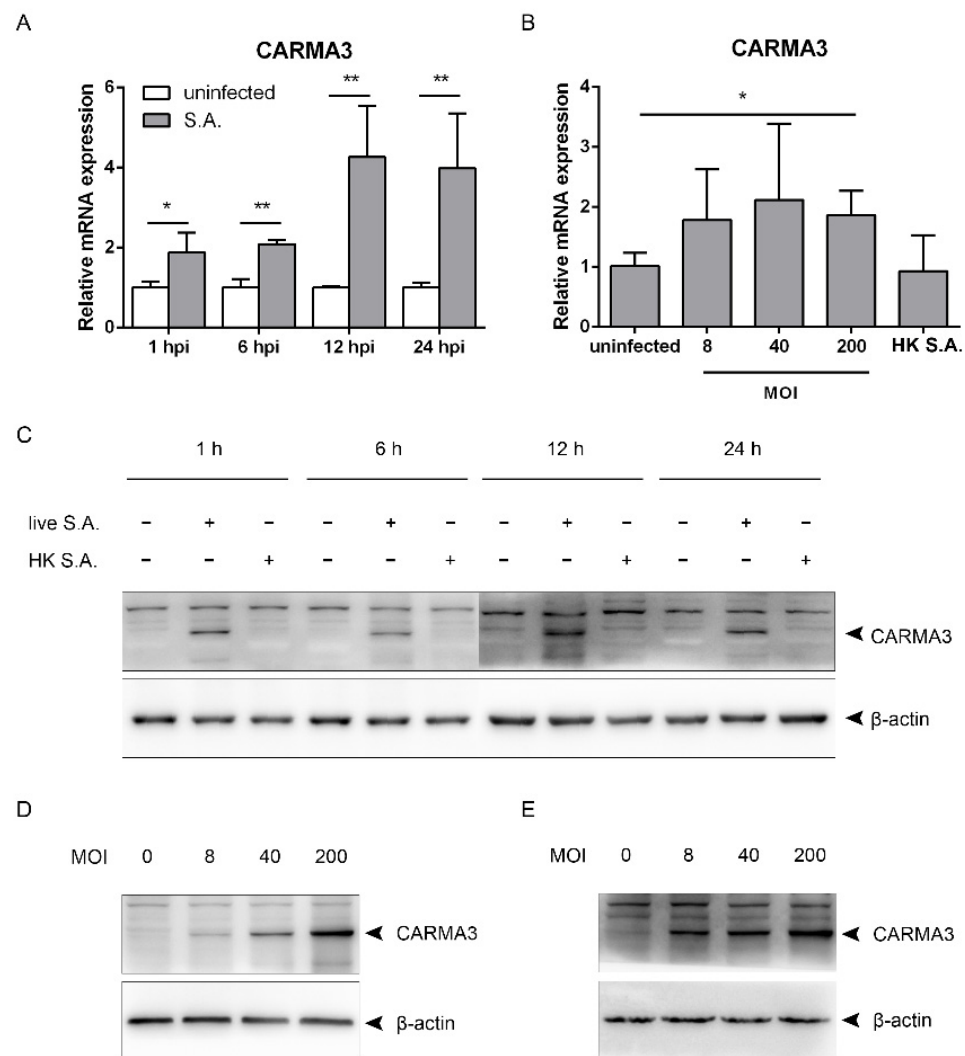 A
CARMA3
uninfected
S.A.
Relative mRNA expression
8
6
4
2
0
*
**
**
**
1 hpi
6 hpi
12 hpi
24 hpi
B
CARMA3
Relative mRNA expression
4
3
2
1
0
*
uninfected
8
40
200
HK S.A.
MOI
C
1 h 6 h 12 h 24 h
live S.A. - + - - + - - + - - + -
HK S.A. - - + - - + - - + - - +
CARMA3
β-actin
D
MOI 0 8 40 200
CARMA3
β-actin
E
MOI 0 8 40 200
CARMA3
β-actin